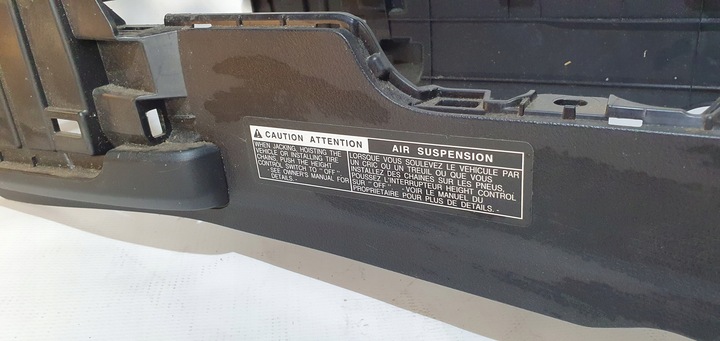 CAUTION ATTENTION
AIR SUSPENSION
WHEN JACKING, HOISTING THE
VEHICLE OR INSTALLING TIRE
CHAINS, PUSH THE HEIGHT
CONTROL SWITCH TO "OFF".
- SEE OWNER'S MANUAL FOR
DETAILS. -
LORSQUE VOUS SOULEVEZ LE VEHICULE PAR
UN CRIC OU UN TREUIL OU QUE VOUS
INSTALLEZ DES CHAINES SUR LES PNEUS,
POUSSEZ L'INTERRUPTEUR HEIGHT CONTROL
SUR "OFF". - VOIR LE MANUEL DU
PROPRIETAIRE POUR PLUS DE DETAILS. -